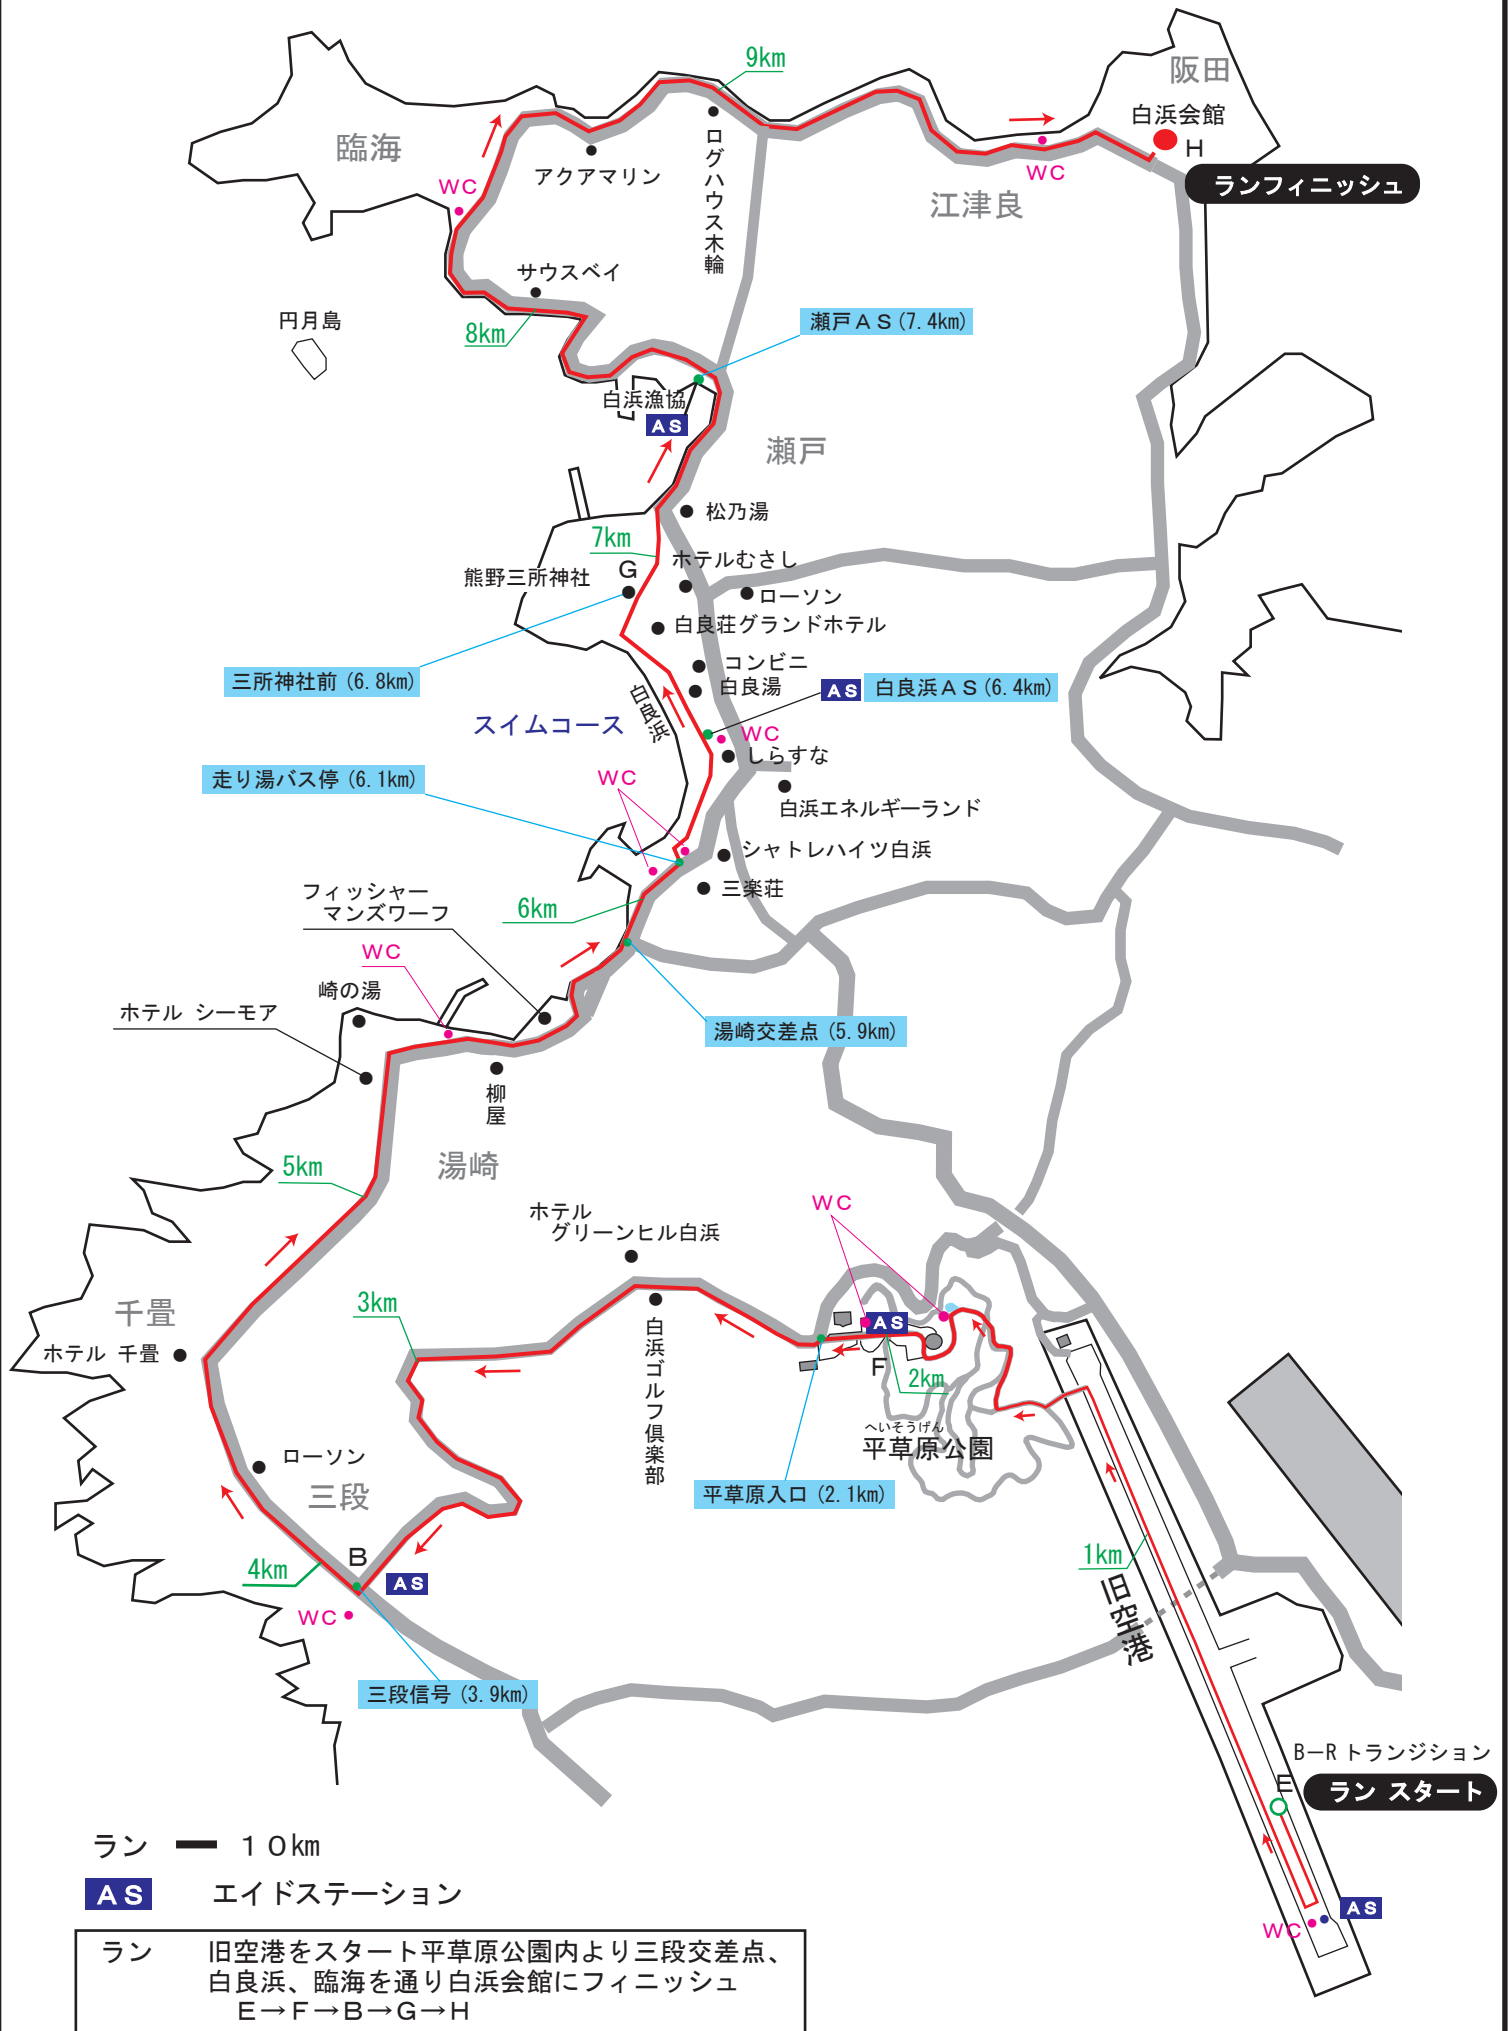 9km
阪田
白浜会館
H
ランフィニッシュ
臨海
アクアマリン
ログハウス木輪
WC
WC
江津良
サウスベイ
円月島
8km
瀬戸ＡＳ(7.4km)
白浜漁協
AS
瀬戸
松乃湯
7km
ホテルむさし
G
熊野三所神社
ローソン
白良荘グランドホテル
コンビニ
三所神社前(6.8km)
白良湯
AS
白良浜ＡＳ(6.4km)
白良浜
スイムコース
WC
しらすな
走り湯バス停(6.1km)
WC
白浜エネルギーランド
シャトレハイツ白浜
三楽荘
フィッシャー
マンズワーフ
6km
WC
崎の湯
ホテル シーモア
湯崎交差点(5.9km)
柳屋
湯崎
5km
ホテル
グリーンヒル白浜
WC
千畳
3km
ホテル 千畳
AS
F
2km
白浜ゴルフ倶楽部
へいそうげん
平草原公園
ローソン
三段
平草原入口(2.1km)
1km
B
4km
AS
旧空港
WC
三段信号(3.9km)
B－R トランジション
E
ラン スタート
ラン 10km
AS エイドステーション
AS
WC
ラン 旧空港をスタート平草原公園内より三段交差点、
白良浜、臨海を通り白浜会館にフィニッシュ
E→F→B→G→H